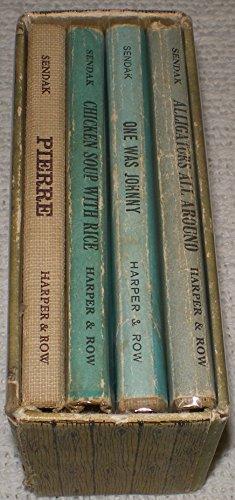 SENDAK PIERRE HARPER & ROW
SENDAK CHICKEN SOUP WITH RICE HARPER & ROW
SENDAK ONE WAS JOHNNY HARPER & ROW
SENDAK ALLIGATORS ALL AROUND HARPER & ROW